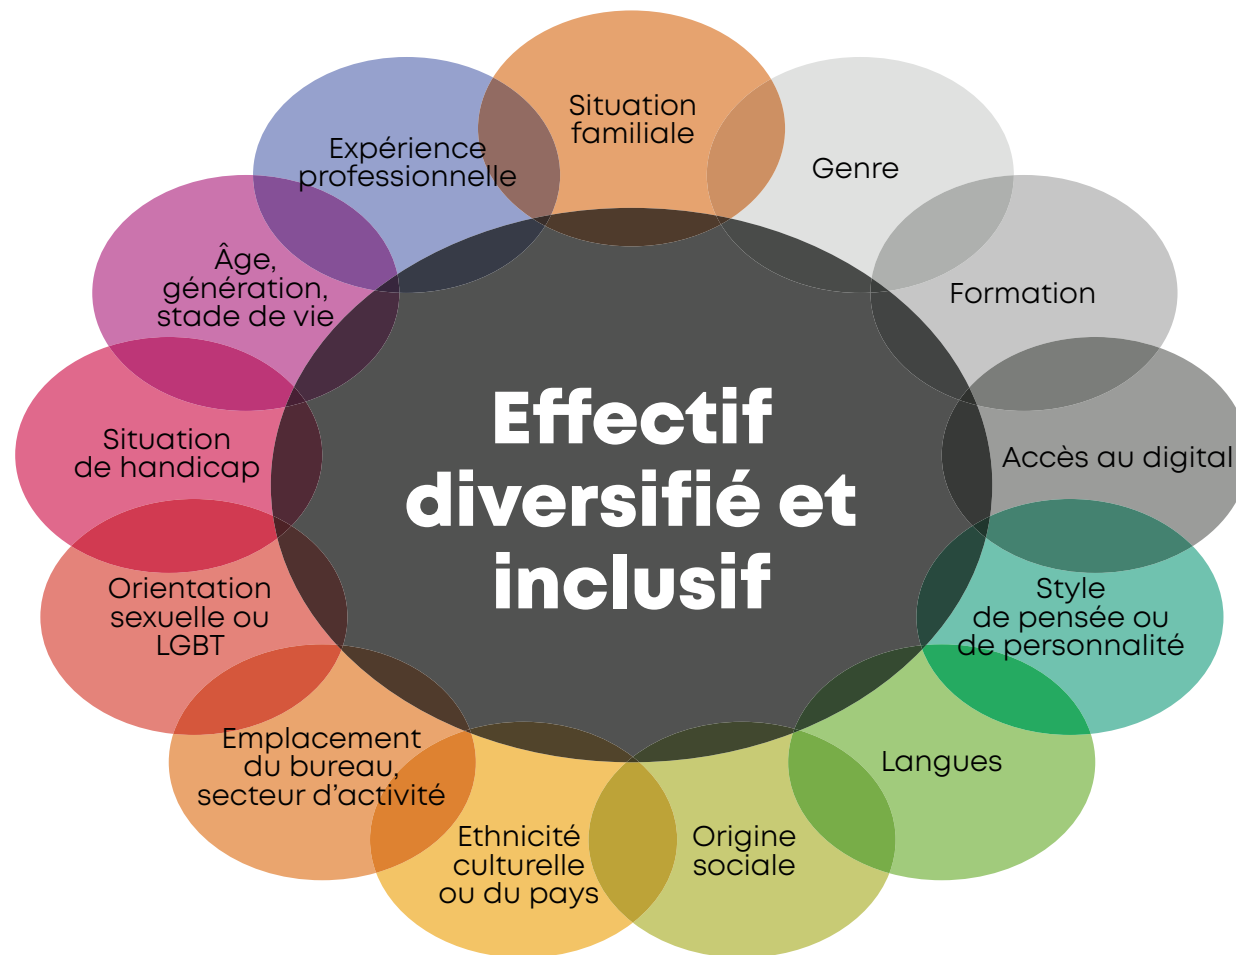 Situation
familiale
Genre
Formation
Accès au digital
Style
de pensée ou
de personnalité
Langues
Origine
sociale
Ethnicité
culturelle
ou du pays
Emplacement
du bureau,
secteur d’activité
Orientation
sexuelle ou
LGBT
Situation
de handicap
Âge,
génération,
stade de vie
Expérience
professionnelle
Effectif
diversifié et
inclusif